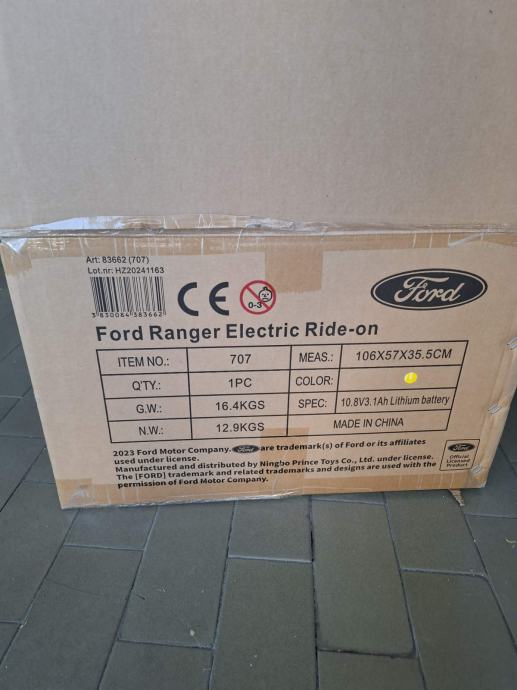 Art: 83662 (707)
Lot.nr: HZ20241163
3 830084 383662
CE
0-3
Ford
Ford Ranger Electric Ride-on
ITEM NO.: 707 MEAS.: 106X57X35.5CM
Q'TY.: 1PC COLOR:
G.W.: 16.4KGS SPEC: 10.8V3.1Ah Lithium battery
N.W.: 12.9KGS MADE IN CHINA
2023 Ford Motor Company. Ford are trademark(s) of Ford or its affiliates
used under license.
Manufactured and distributed by Ningbo Prince Toys Co., Ltd. under license.
The [FORD] trademark and related trademarks and designs are used with the
permission of Ford Motor Company.
Ford
Official
Licensed
Product